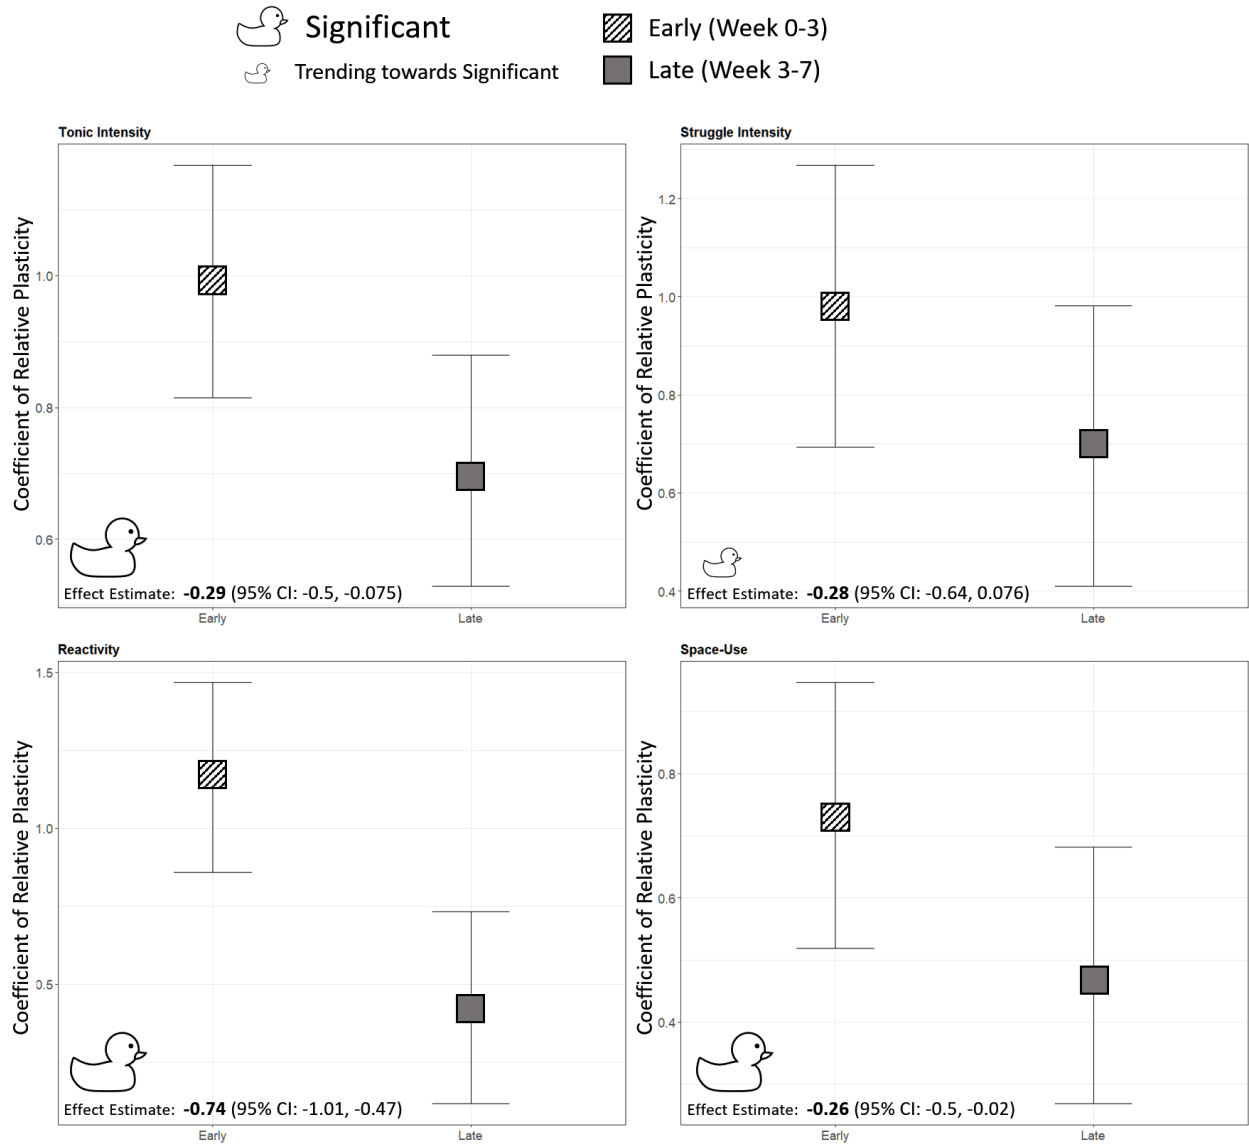 Significant
Early (Week 0-3)
Trending towards Significant
Late (Week 3-7)
Tonic Intensity
Coefficient of Relative Plasticity
1.0
0.8
0.6
Effect Estimate: -0.29 (95% CI: -0.5, -0.075)
Early
Late
Struggle Intensity
Coefficient of Relative Plasticity
1.2
1.0
0.8
0.6
0.4
Effect Estimate: -0.28 (95% CI: -0.64, 0.076)
Early
Late
Reactivity
Coefficient of Relative Plasticity
1.5
1.0
0.5
Effect Estimate: -0.74 (95% CI: -1.01, -0.47)
Early
Late
Space-Use
Coefficient of Relative Plasticity
0.8
0.6
0.4
Effect Estimate: -0.26 (95% CI: -0.5, -0.02)
Early
Late